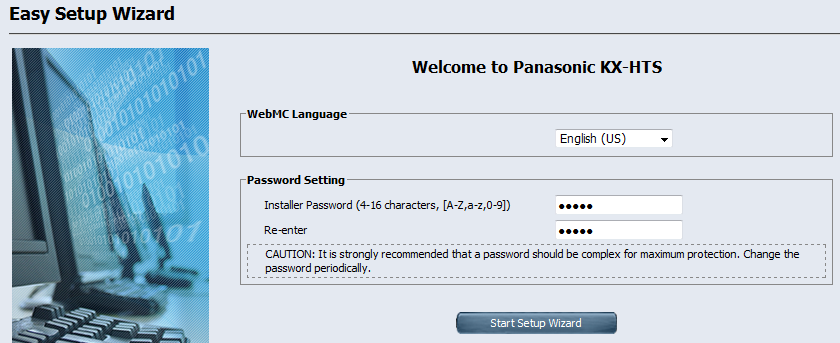 Easy Setup Wizard
Welcome to Panasonic KX-HTS
WebMC Language
English (US)
Password Setting
Installer Password (4-16 characters, [A-Z,a-z,0-9])
●●●●●
Re-enter
●●●●●
CAUTION: It is strongly recommended that a password should be complex for maximum protection. Change the
password periodically.
Start Setup Wizard